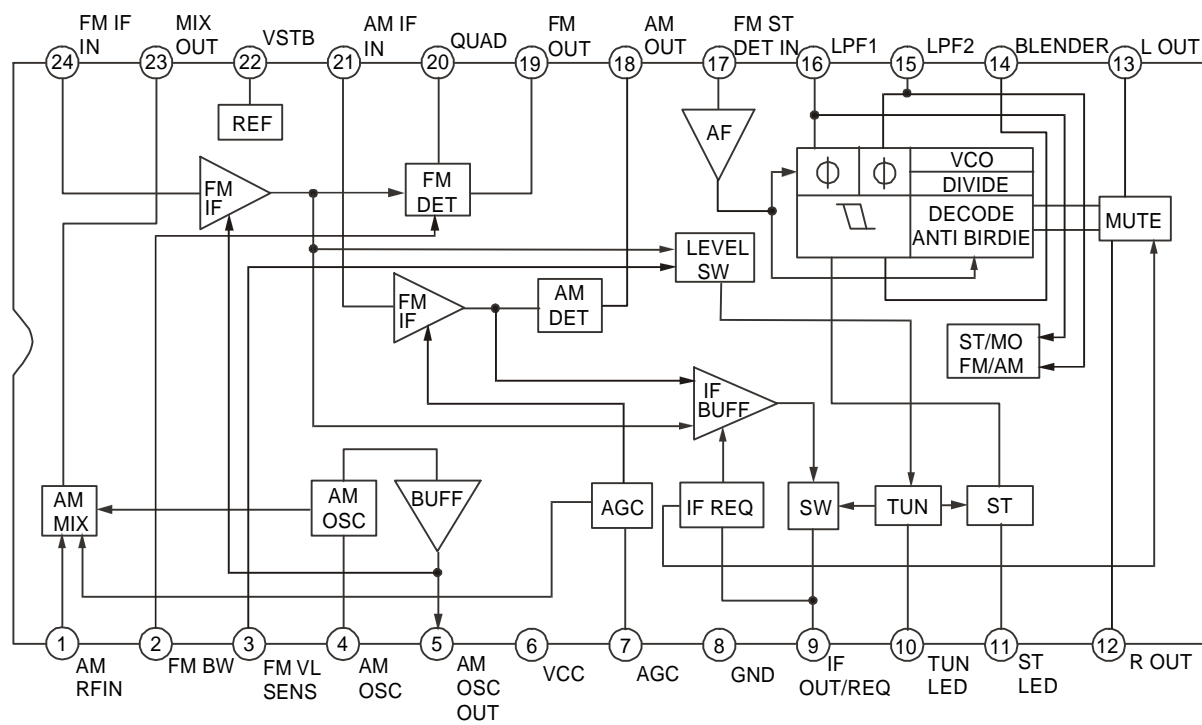 FM IF
IN
MIX
OUT
VSTB
AM IF
IN
QUAD
FM
OUT
AM
OUT
FM ST
DET IN
LPF1
LPF2
BLENDER
L OUT
24
23
22
21
20
19
18
17
16
15
14
13
REF
AF
FM
IF
FM
DET
Φ
Φ
VCO
DIVIDE
DECODE
ANTI BIRDIE
MUTE
LEVEL
SW
FM
IF
AM
DET
ST/MO
FM/AM
IF
BUFF
AM
MIX
AM
OSC
BUFF
AGC
IF REQ
SW
TUN
ST
1
2
3
4
5
6
7
8
9
10
11
12
AM
RFIN
FM BW
FM VL
SENS
AM
OSC
AM
OSC
OUT
VCC
AGC
GND
IF
OUT/REQ
TUN
LED
ST
LED
R OUT